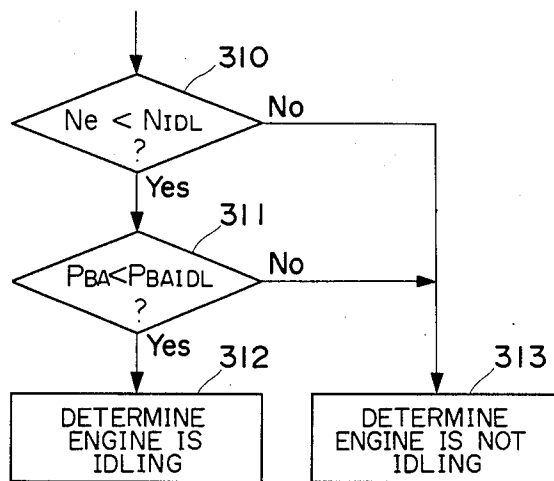 310
Ne < NIDL
?
No
Yes
311
PBA<PBAIDL
?
No
Yes
312
313
DETERMINE
ENGINE IS
IDLING
DETERMINE
ENGINE IS NOT
IDLING